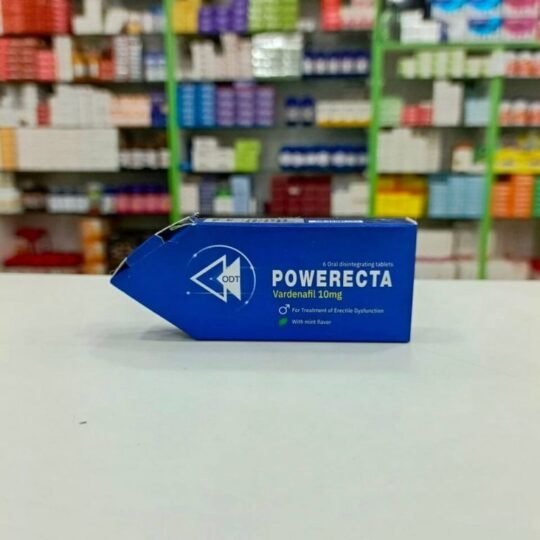 6 Oral disintegrating tablets
ODT
POWERECTA
Vardenafil 10mg
For Treatment of Erectile Dysfunction
With mint flavor